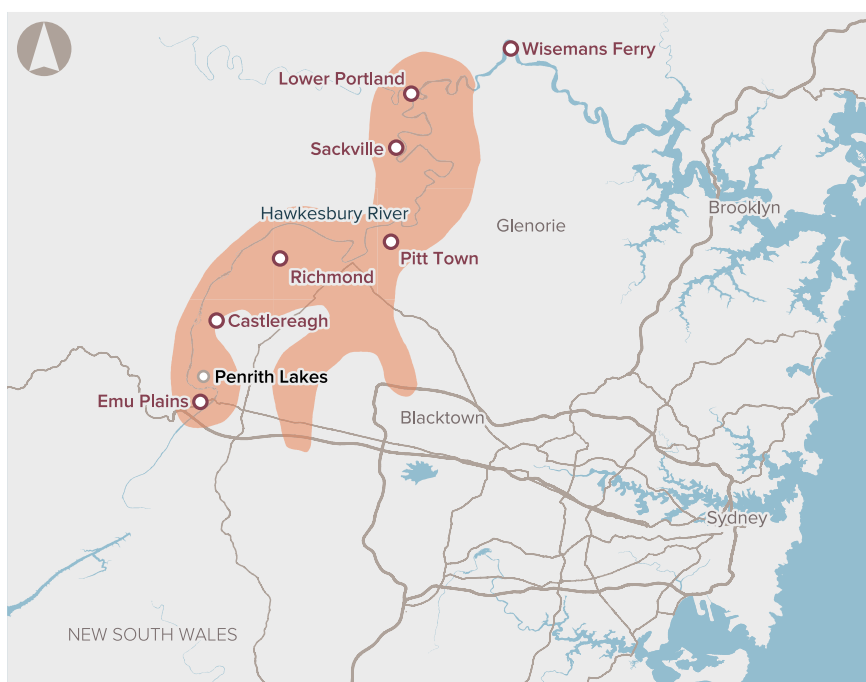 Wisemans Ferry
Lower Portland
Sackville
Brooklyn
Hawkesbury River
Glenorie
Pitt Town
Richmond
Castlereagh
Penrith Lakes
Emu Plains
Blacktown
Sydney
NEW SOUTH WALES